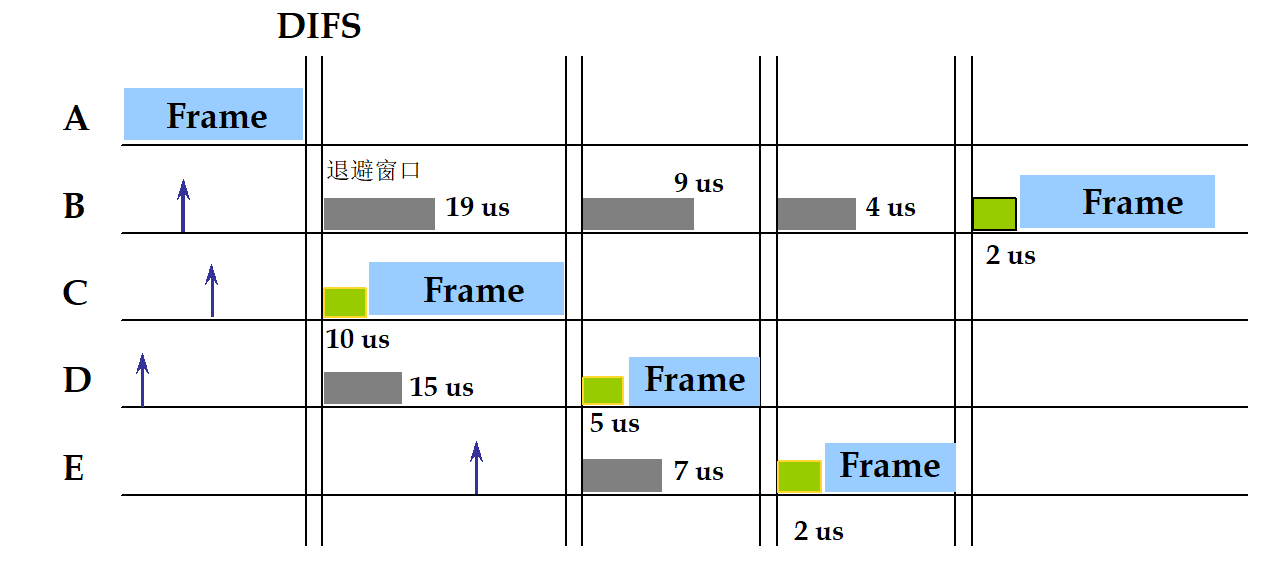 DIFS
A
Frame
退避窗口
B
19 us
9 us
4 us
Frame
2 us
C
Frame
10 us
D
15 us
Frame
5 us
E
7 us
Frame
2 us